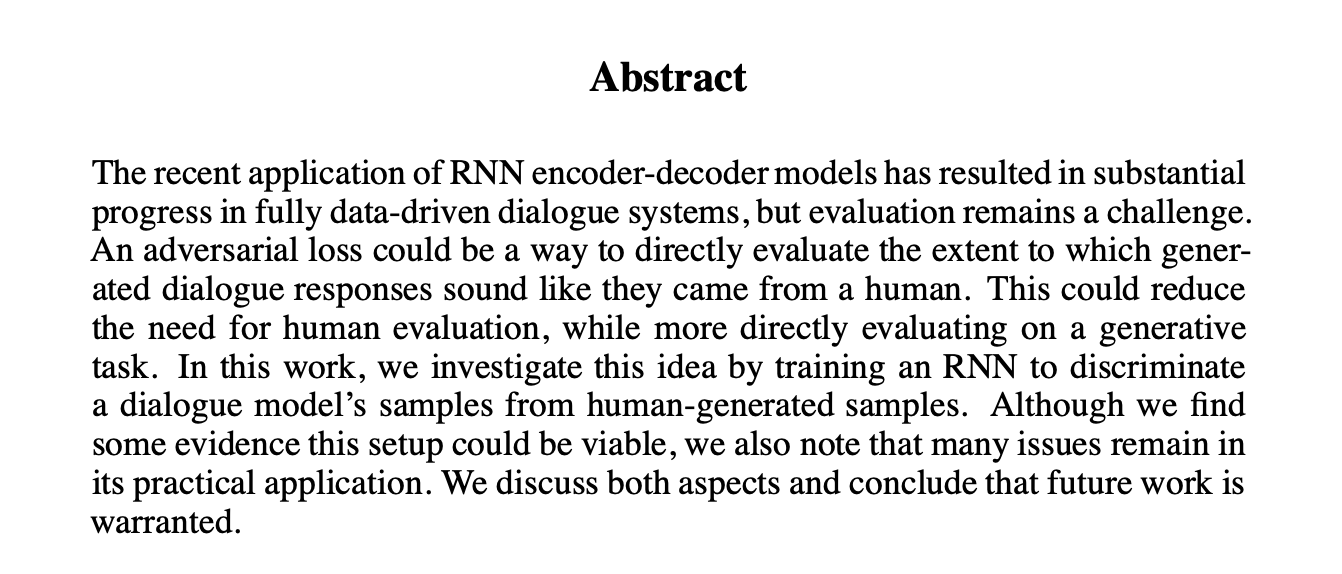 Abstract
The recent application of RNN encoder-decoder models has resulted in substantial
progress in fully data-driven dialogue systems, but evaluation remains a challenge.
An adversarial loss could be a way to directly evaluate the extent to which gener-
ated dialogue responses sound like they came from a human. This could reduce
the need for human evaluation, while more directly evaluating on a generative
task. In this work, we investigate this idea by training an RNN to discriminate
a dialogue model's samples from human-generated samples. Although we find
some evidence this setup could be viable, we also note that many issues remain in
its practical application. We discuss both aspects and conclude that future work is
warranted.